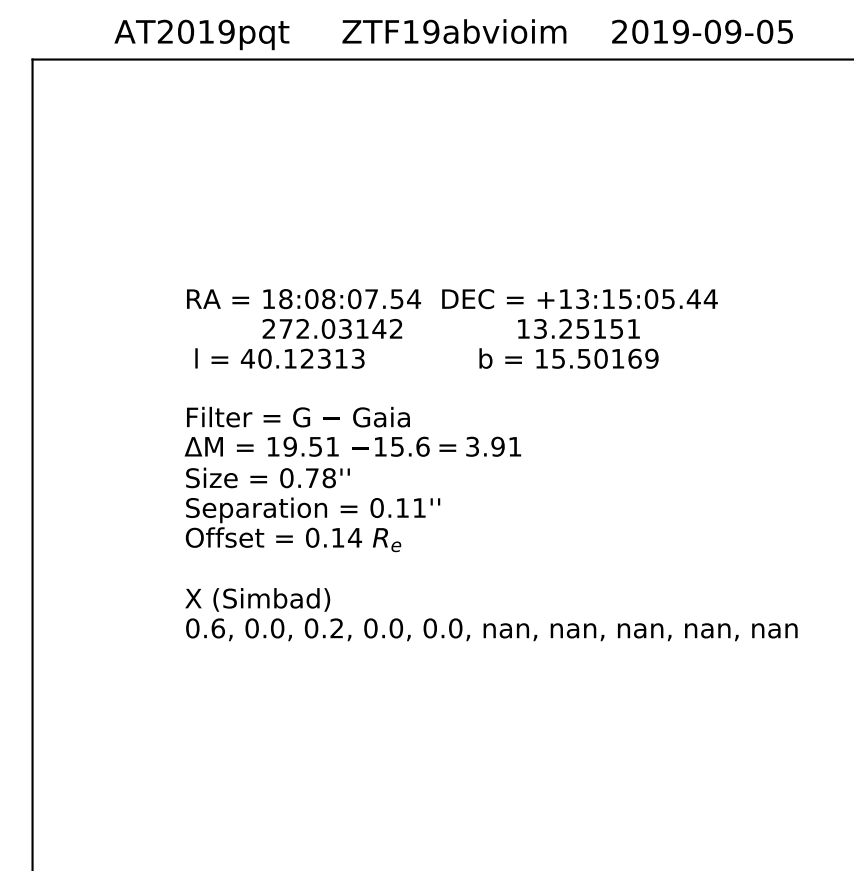 AT2019pqt ZTF19abvioim 2019-09-05
RA = 18:08:07.54 DEC = +13:15:05.44
272.03142 13.25151
l = 40.12313 b = 15.50169
Filter = G − Gaia
ΔM = 19.51 −15.6 = 3.91
Size = 0.78''
Separation = 0.11''
Offset = 0.14 Re
X (Simbad)
0.6, 0.0, 0.2, 0.0, 0.0, nan, nan, nan, nan, nan